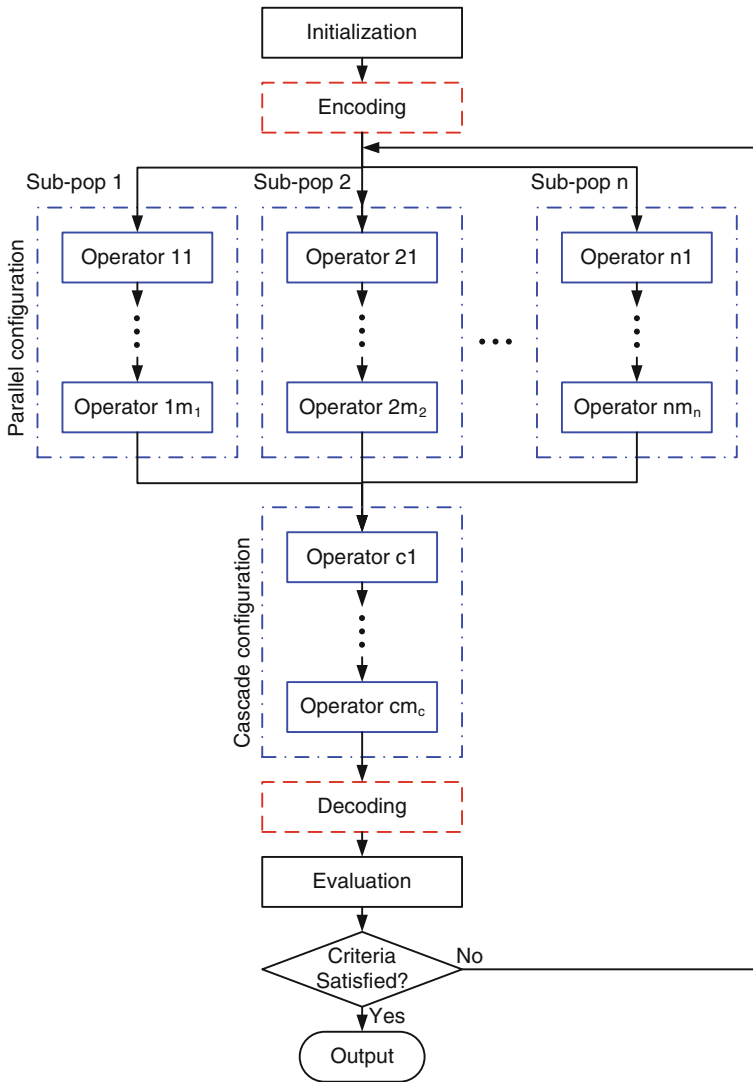 Initialization
Encoding
Sub-pop 1
Sub-pop 2
Sub-pop n
Parallel configuration
Operator 11
Operator 21
Operator n1
Operator 1m₁
Operator 2m₂
Operator nmₙ
Cascade configuration
Operator c1
Operator cm꜀
Decoding
Evaluation
Criteria
Satisfied?
No
Yes
Output